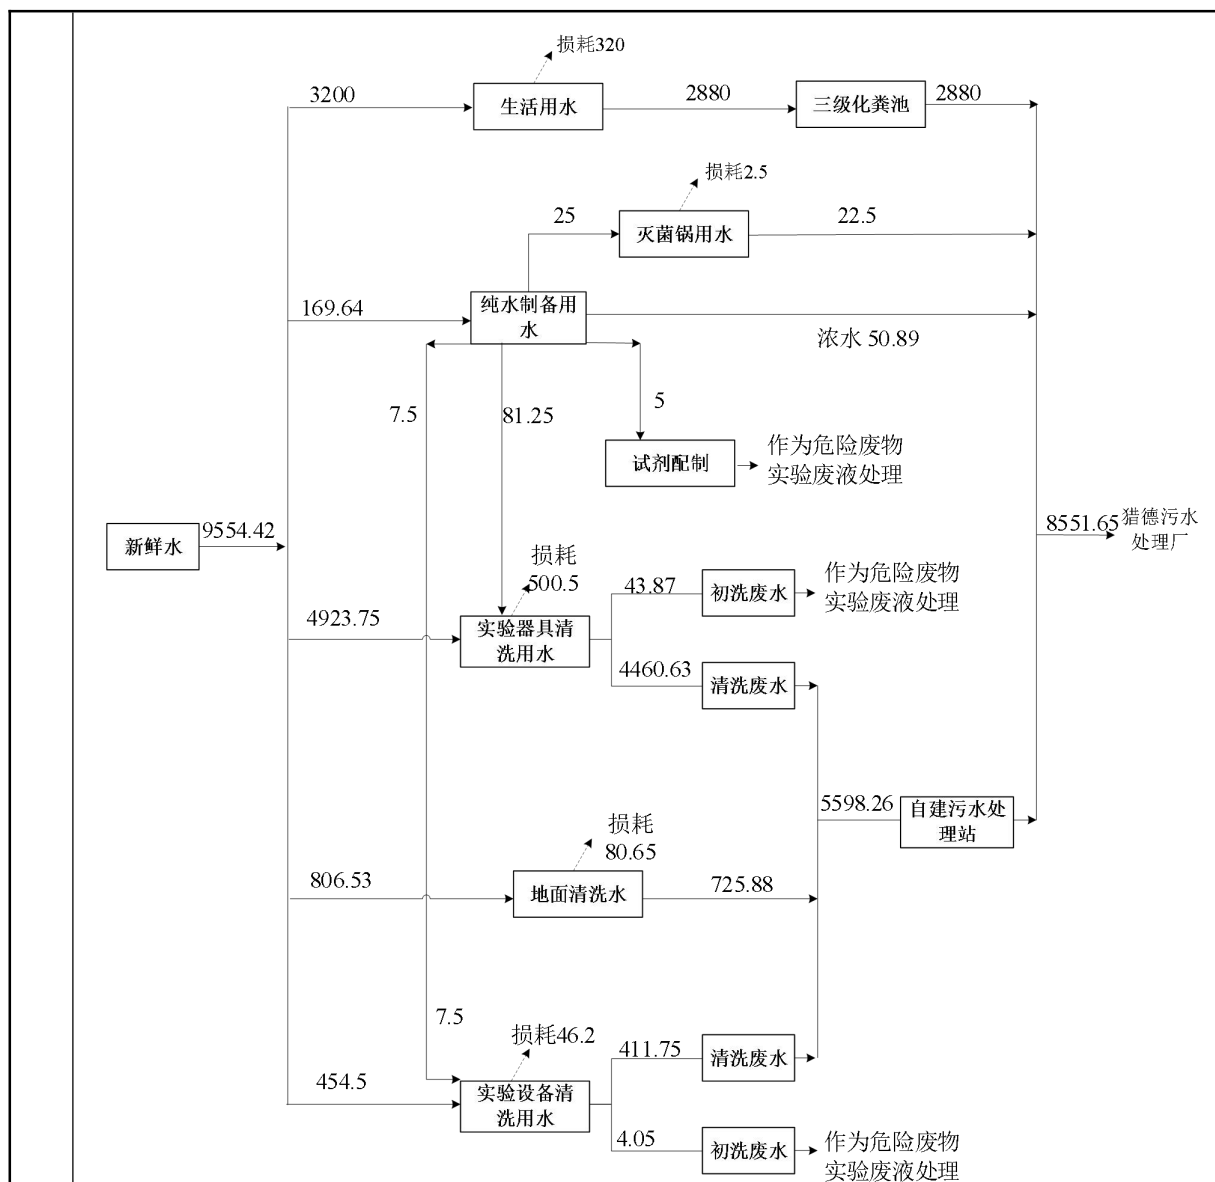 损耗320
3200
生活用水
2880
三级化粪池
2880
损耗2.5
25
灭菌锅用水
22.5
169.64
纯水制备用
水
浓水 50.89
7.5
81.25
5
试剂配制
作为危险废物
实验废液处理
新鲜水
9554.42
8551.65
猎德污水
处理厂
损耗
500.5
4923.75
实验器具清
洗用水
43.87
初洗废水
作为危险废物
实验废液处理
4460.63
清洗废水
5598.26
自建污水处
理站
损耗
80.65
806.53
地面清洗水
725.88
7.5
损耗46.2
454.5
实验设备清
洗用水
411.75
清洗废水
4.05
初洗废水
作为危险废物
实验废液处理